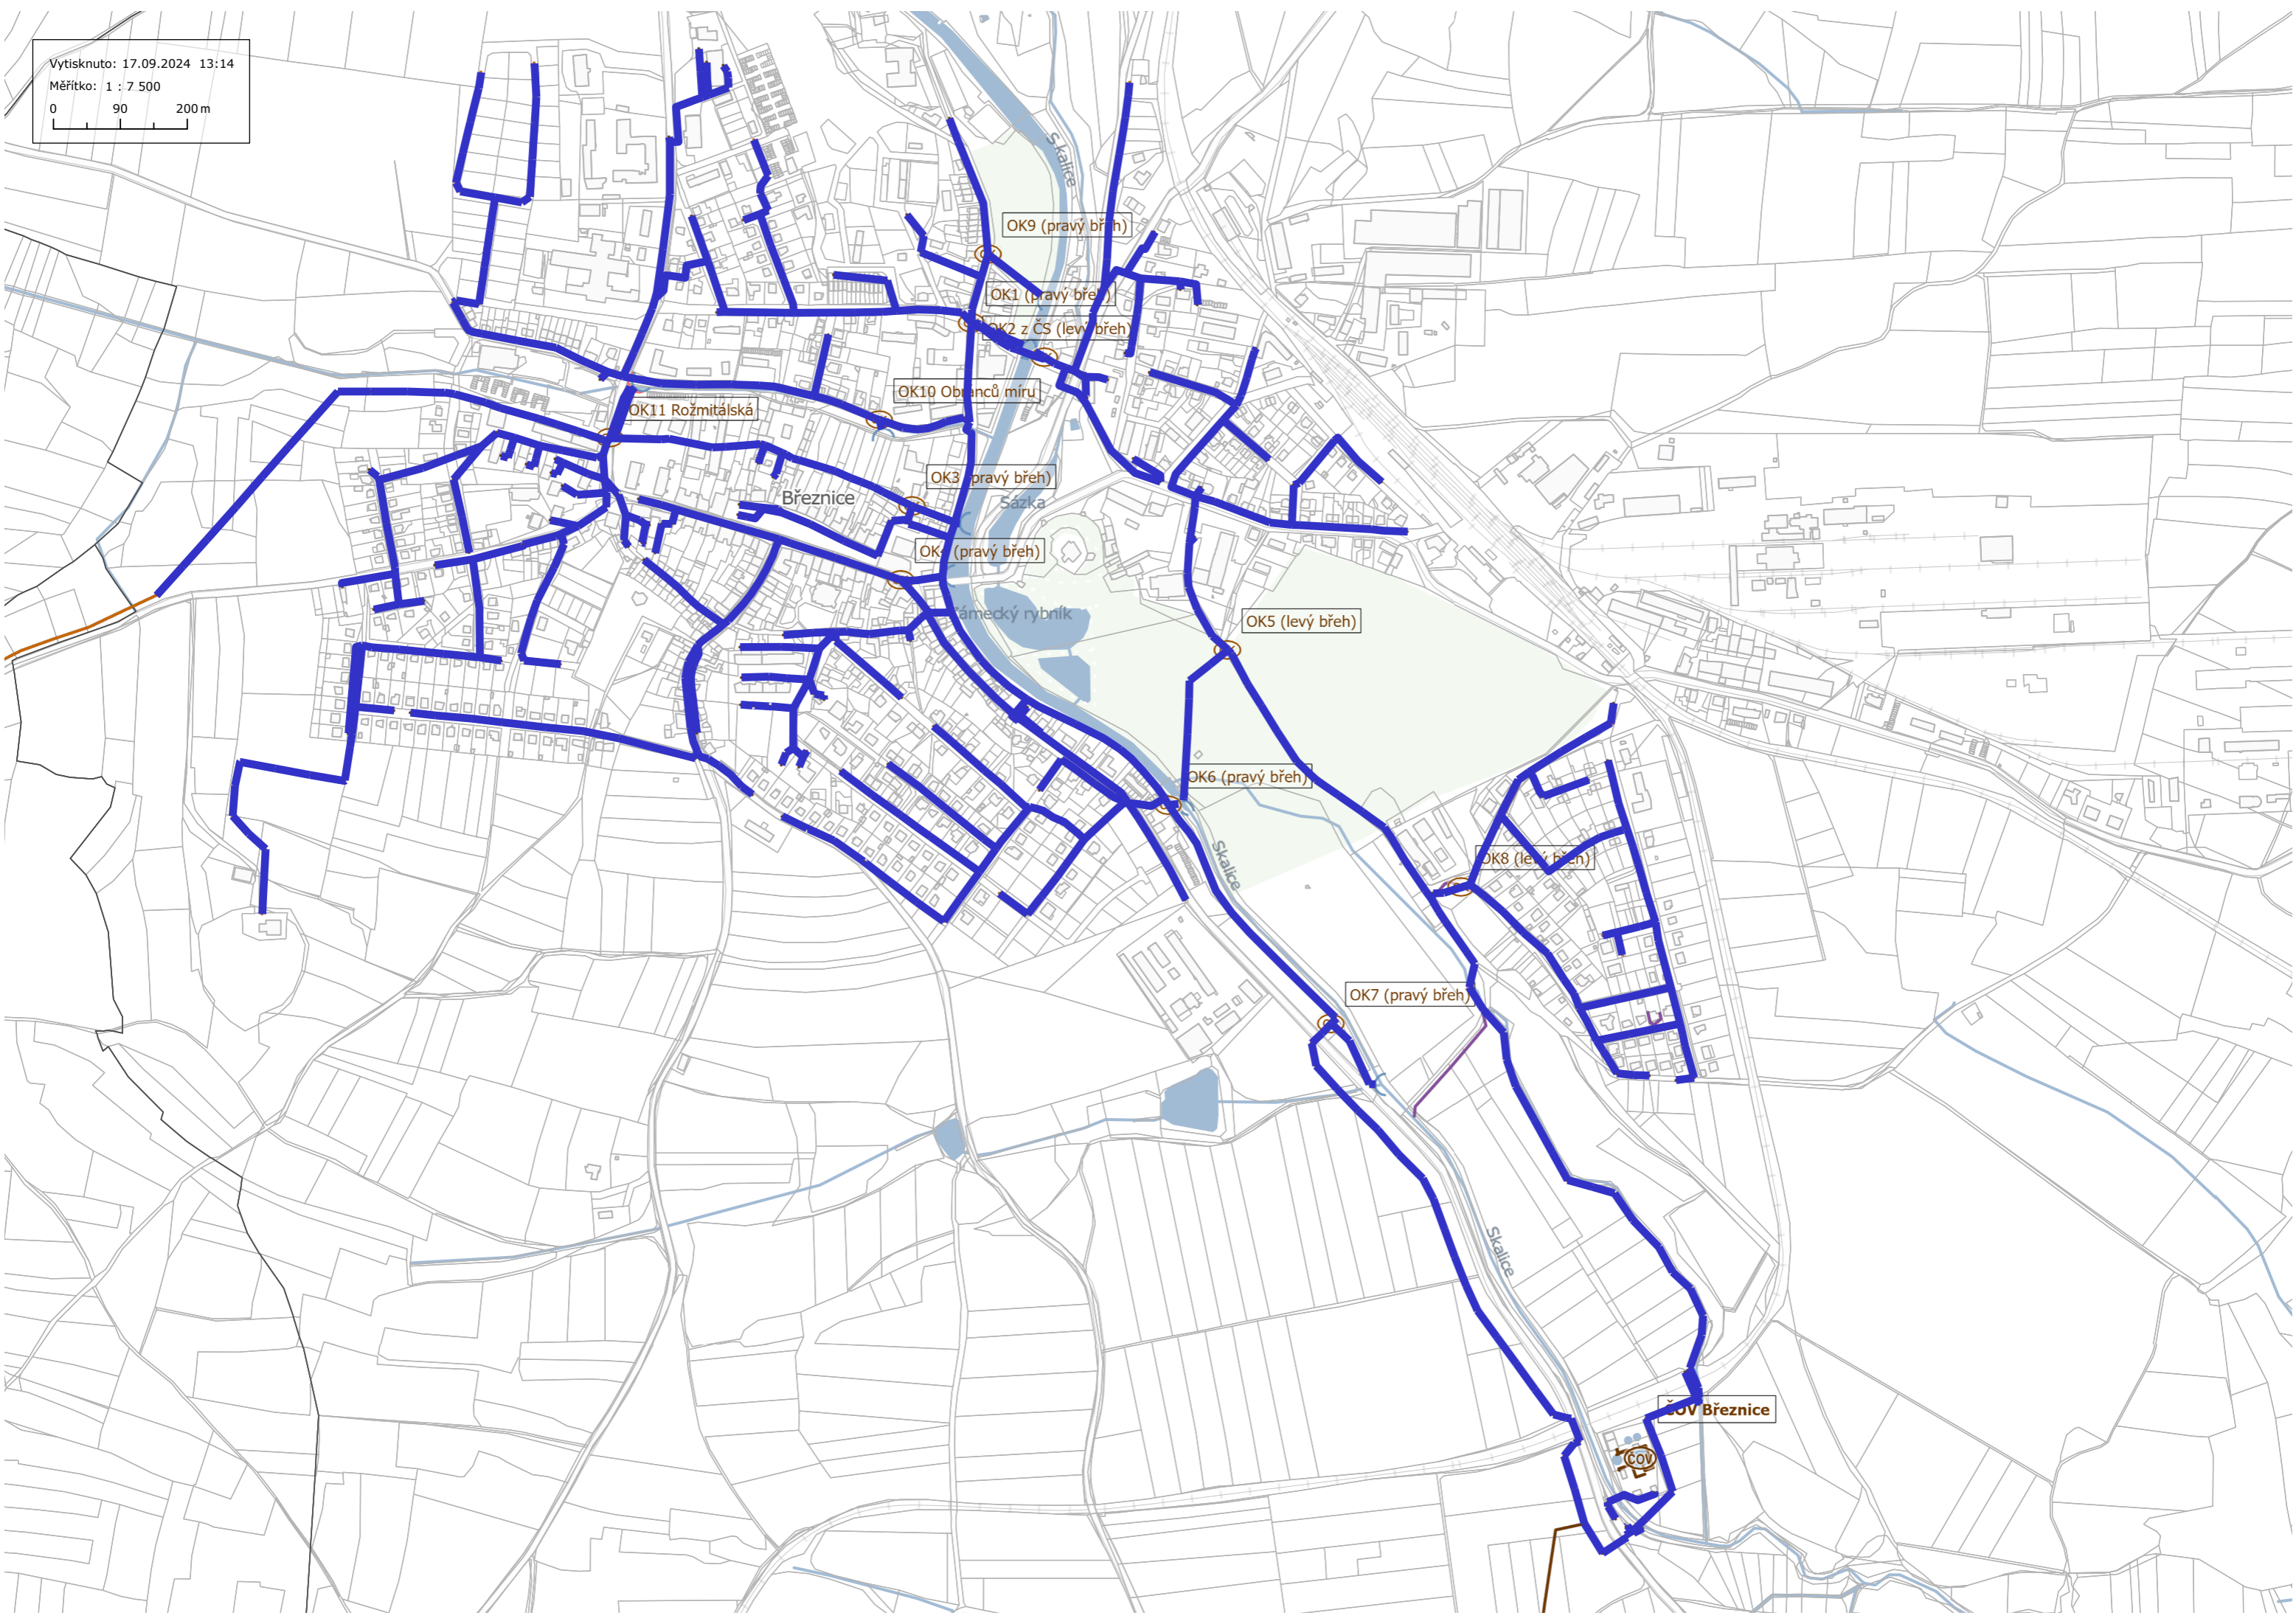 Vytisknuto: 17.09.2024 13:14
Měřítko: 1 : 7 500
0 90 200 m
Skalice
OK9 (pravý břeh)
OK1 (pravý břeh)
OK2 z ČS (levý břeh)
OK10 Obránců míru
OK11 Rožmitálská
OK3 (pravý břeh)
Březnice
Sázka
OK4 (pravý břeh)
Zámecký rybník
OK5 (levý břeh)
OK6 (pravý břeh)
Skalice
OK8 (levý břeh)
OK7 (pravý břeh)
Skalice
ČOV Březnice
ČOV